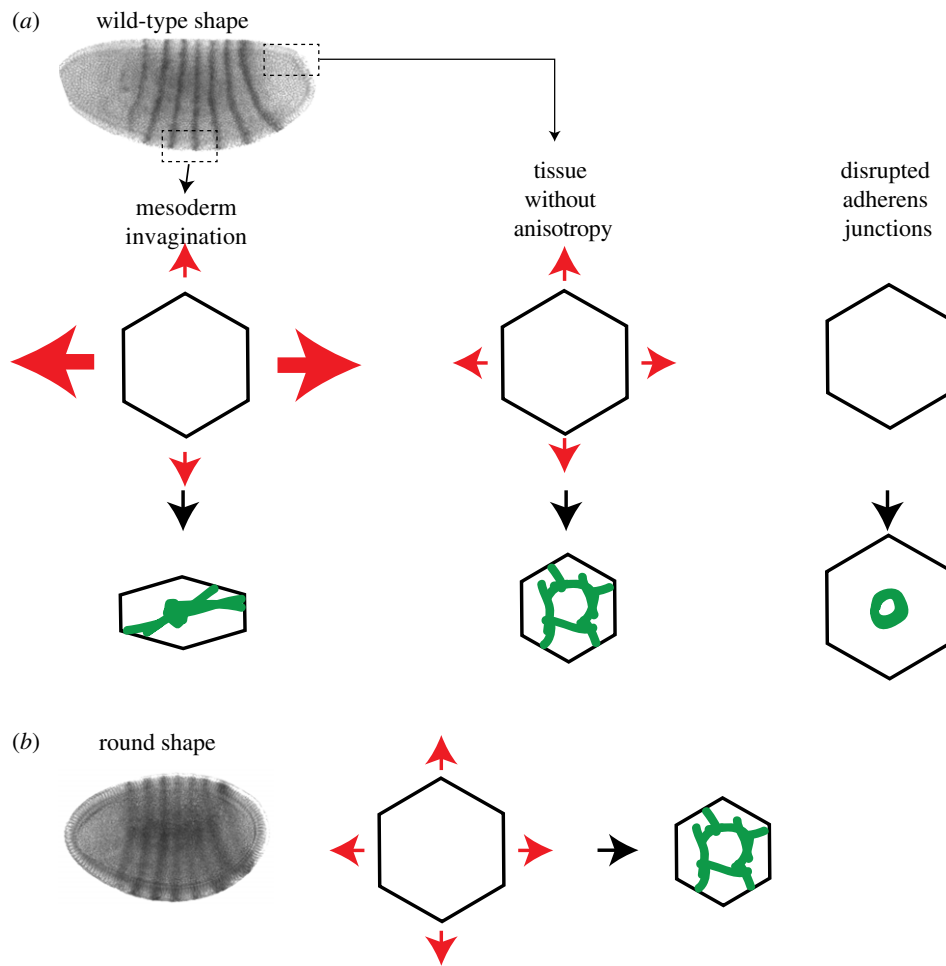 (a)
wild-type shape
mesoderm
invagination
tissue
without
anisotropy
disrupted
adherens
junctions
(b)
round shape